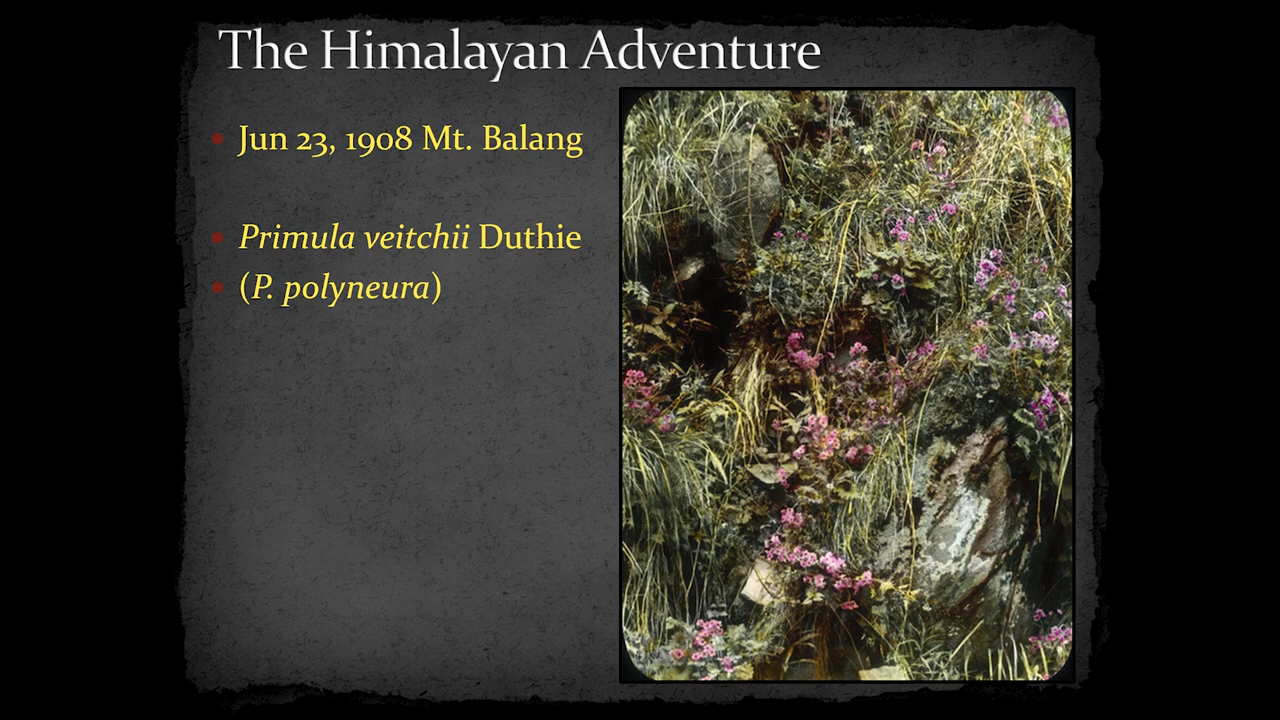 The Himalayan Adventure
Jun 23, 1908 Mt. Balang
Primula veitchii Duthie
(P. polyneura)